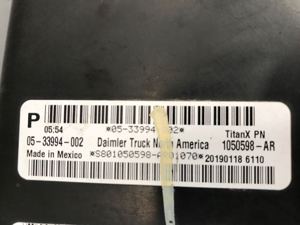 P
05:54 *05-33994-002* TitanX PN
05-33994-002 Daimler Truck North America 1050598-AR
Made in Mexico 20190118 6110